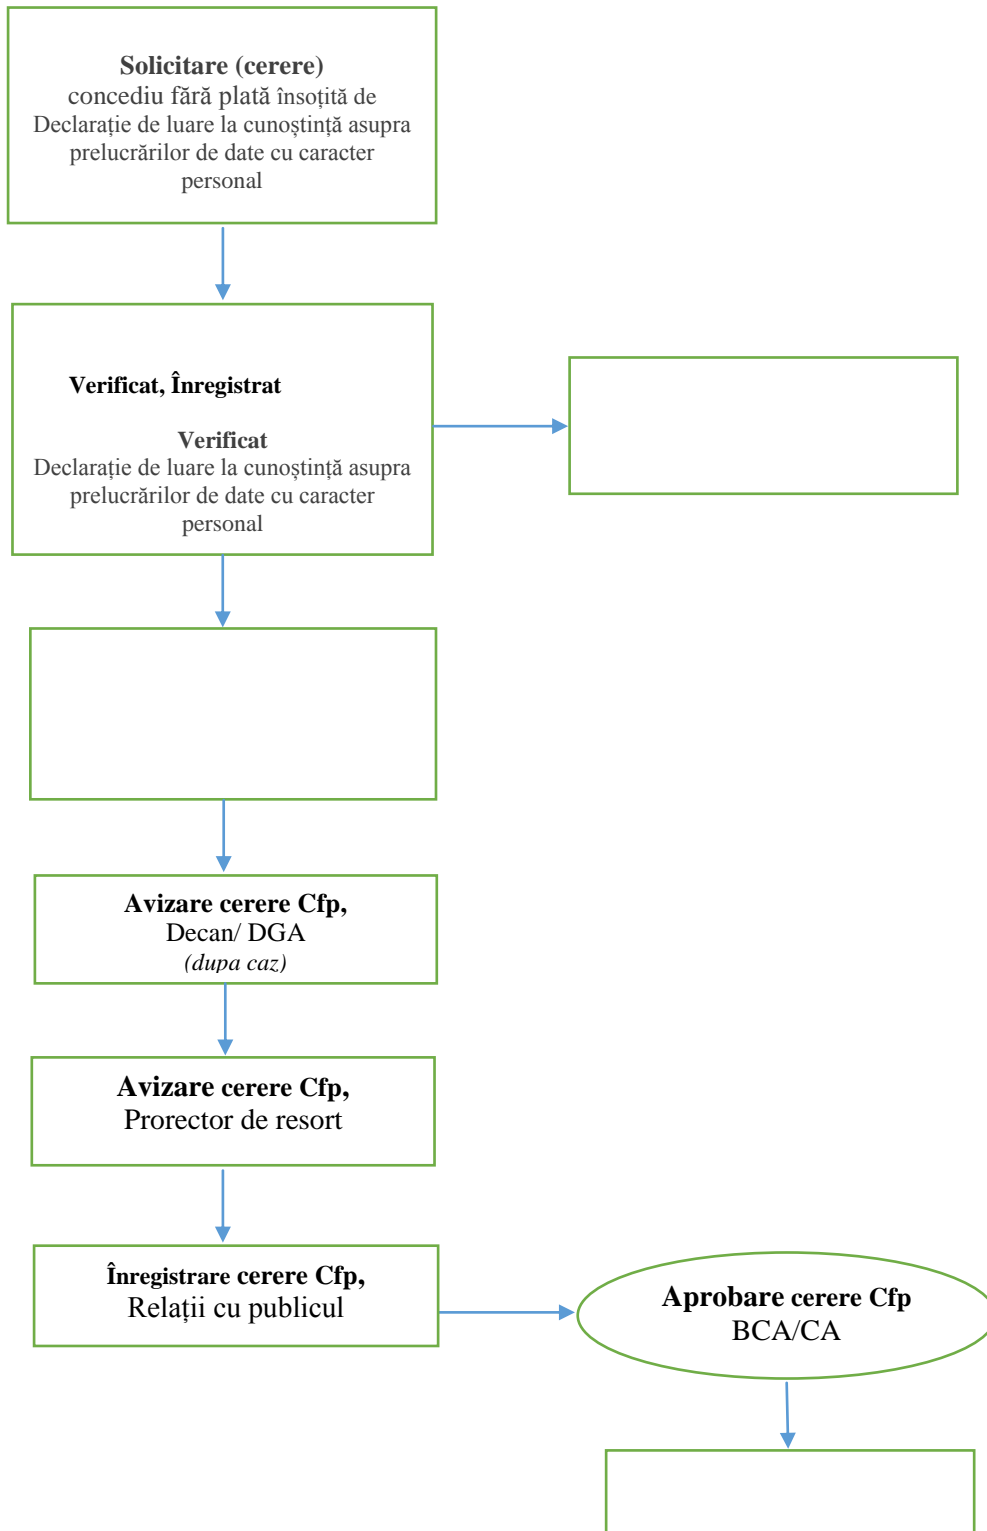 Solicitare (cerere)
concediu fără plată însoțită de
Declarație de luare la cunoștință asupra
prelucrărilor de date cu caracter
personal
Verificat, Înregistrat
Verificat
Declarație de luare la cunoștință asupra
prelucrărilor de date cu caracter
personal
Avizare cerere Cfp,
Decan/ DGA
(dupa caz)
Avizare cerere Cfp,
Prorector de resort
Înregistrare cerere Cfp,
Relații cu publicul
Aprobare cerere Cfp
BCA/CA